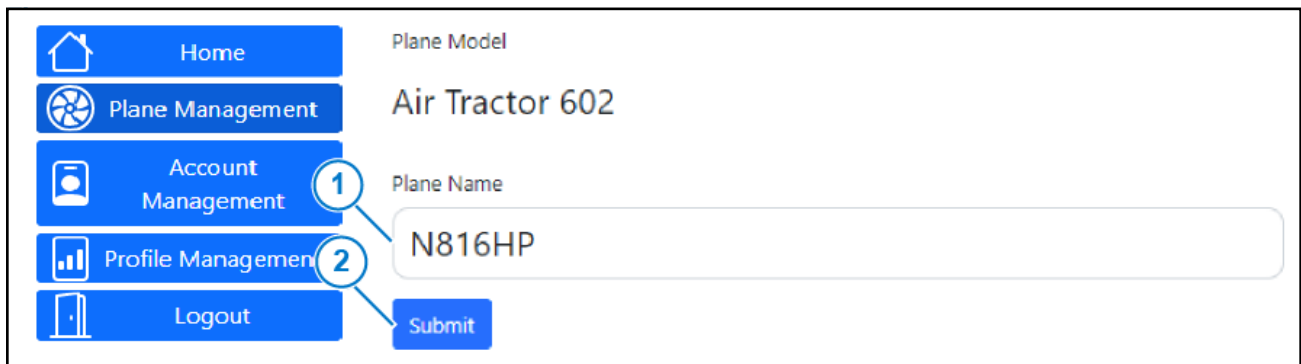 Home
Plane Management
Account
Management
Profile Managemen
Logout
Plane Model
Air Tractor 602
Plane Name
N816HP
Submit
1
2